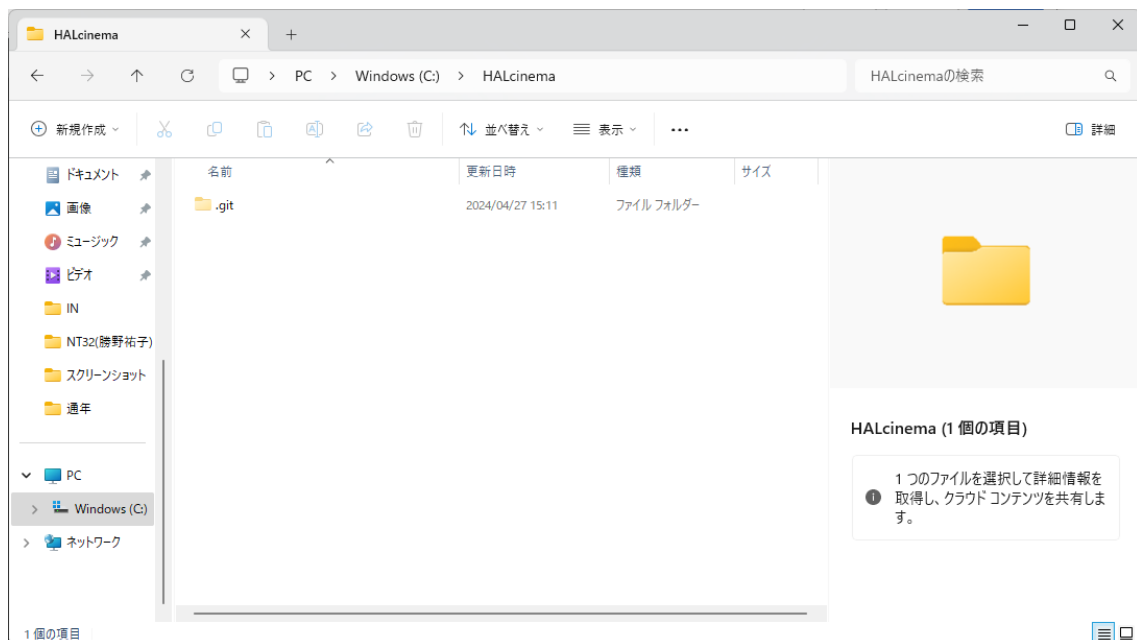 HALcinema
PC > Windows (C:) > HALcinema
HALcinemaの検索
新規作成
並べ替え
表示
詳細
ドキュメント
画像
ミュージック
ビデオ
IN
NT32(勝野祐子)
スクリーンショット
通年
PC
Windows (C:)
ネットワーク
名前 更新日時 種類 サイズ
.git 2024/04/27 15:11 ファイル フォルダー
HALcinema (1 個の項目)
1 つのファイルを選択して詳細情報を
取得し、クラウド コンテンツを共有しま
す。
1 個の項目